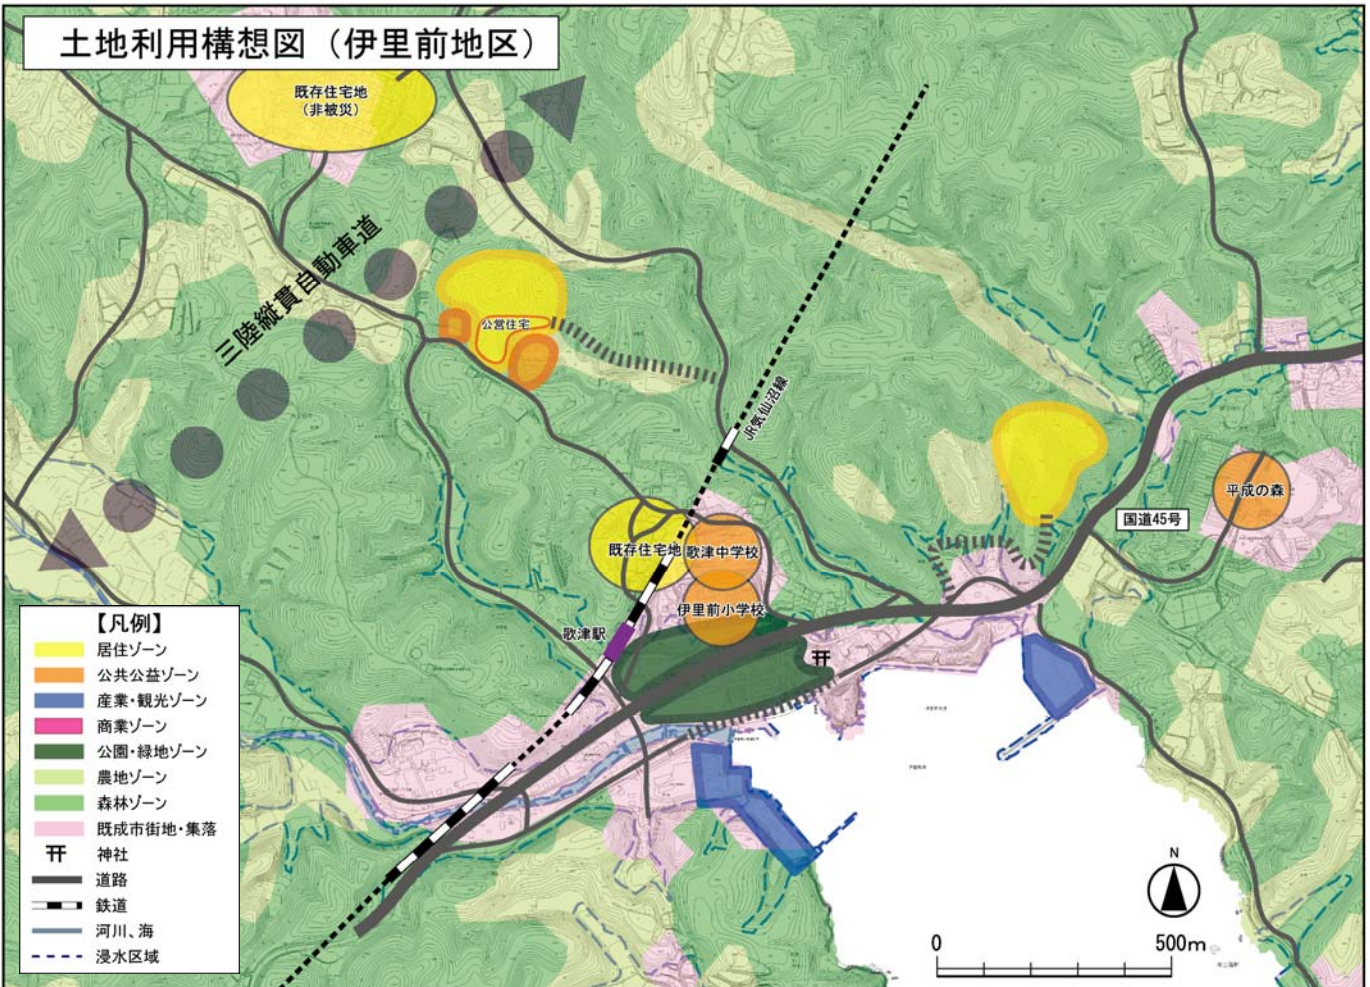 土地利用構想図（伊里前地区）
既存住宅地
（非被災）
三陸縦貫自動車道
公営住宅
JR気仙沼線
平成の森
国道45号
既存住宅地
歌津中学校
伊里前小学校
歌津駅
【凡例】
居住ゾーン
公共公益ゾーン
産業・観光ゾーン
商業ゾーン
公園・緑地ゾーン
農地ゾーン
森林ゾーン
既成市街地・集落
神社
道路
鉄道
河川、海
浸水区域
N
0
500m